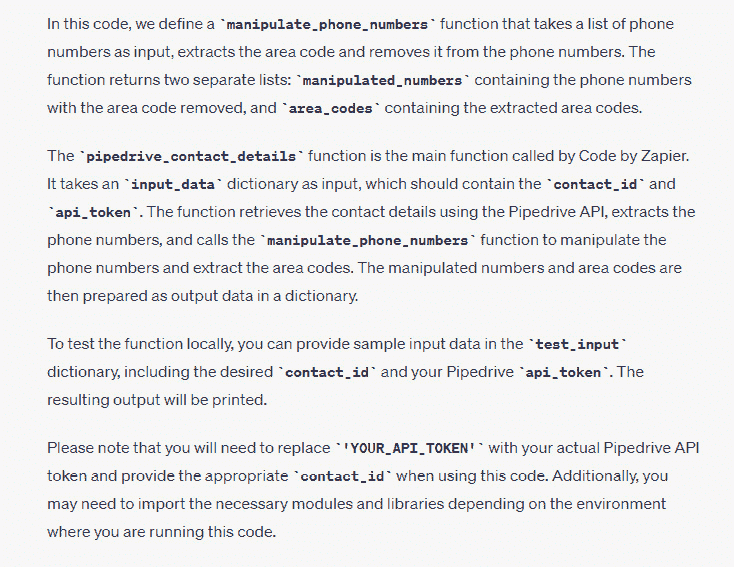 In this code, we define a `manipulate_phone_numbers` function that takes a list of phone
numbers as input, extracts the area code and removes it from the phone numbers. The
function returns two separate lists: `manipulated_numbers` containing the phone numbers
with the area code removed, and `area_codes` containing the extracted area codes.
The `pipedrive_contact_details` function is the main function called by Code by Zapier.
It takes an `input_data` dictionary as input, which should contain the `contact_id` and
`api_token`. The function retrieves the contact details using the Pipedrive API, extracts the
phone numbers, and calls the `manipulate_phone_numbers` function to manipulate the
phone numbers and extract the area codes. The manipulated numbers and area codes are
then prepared as output data in a dictionary.
To test the function locally, you can provide sample input data in the `test_input`
dictionary, including the desired `contact_id` and your Pipedrive `api_token`. The
resulting output will be printed.
Please note that you will need to replace `'YOUR_API_TOKEN'` with your actual Pipedrive API
token and provide the appropriate `contact_id` when using this code. Additionally, you
may need to import the necessary modules and libraries depending on the environment
where you are running this code.